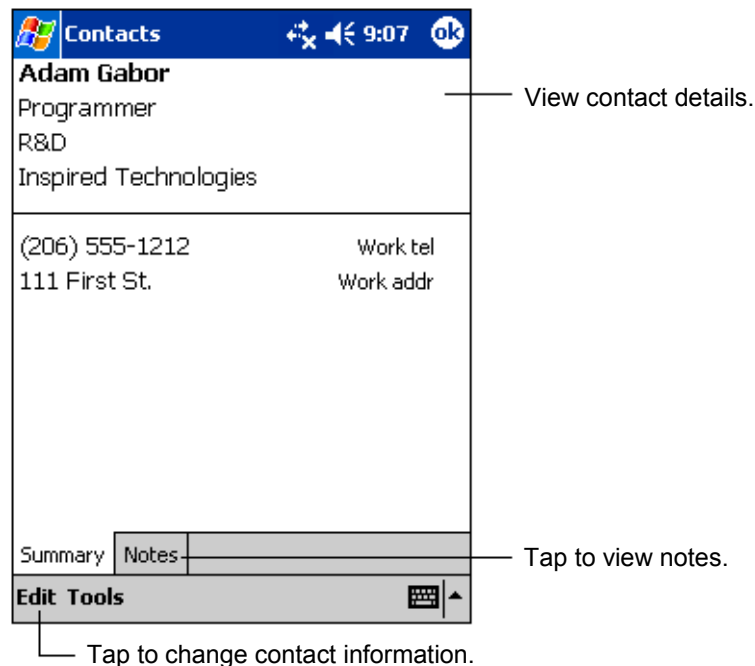 Contacts 9:07 ok
Adam Gabor
Programmer
R&D
Inspired Technologies
View contact details.
(206) 555-1212 Work tel
111 First St. Work addr
Summary Notes
Tap to view notes.
Edit Tools
Tap to change contact information.